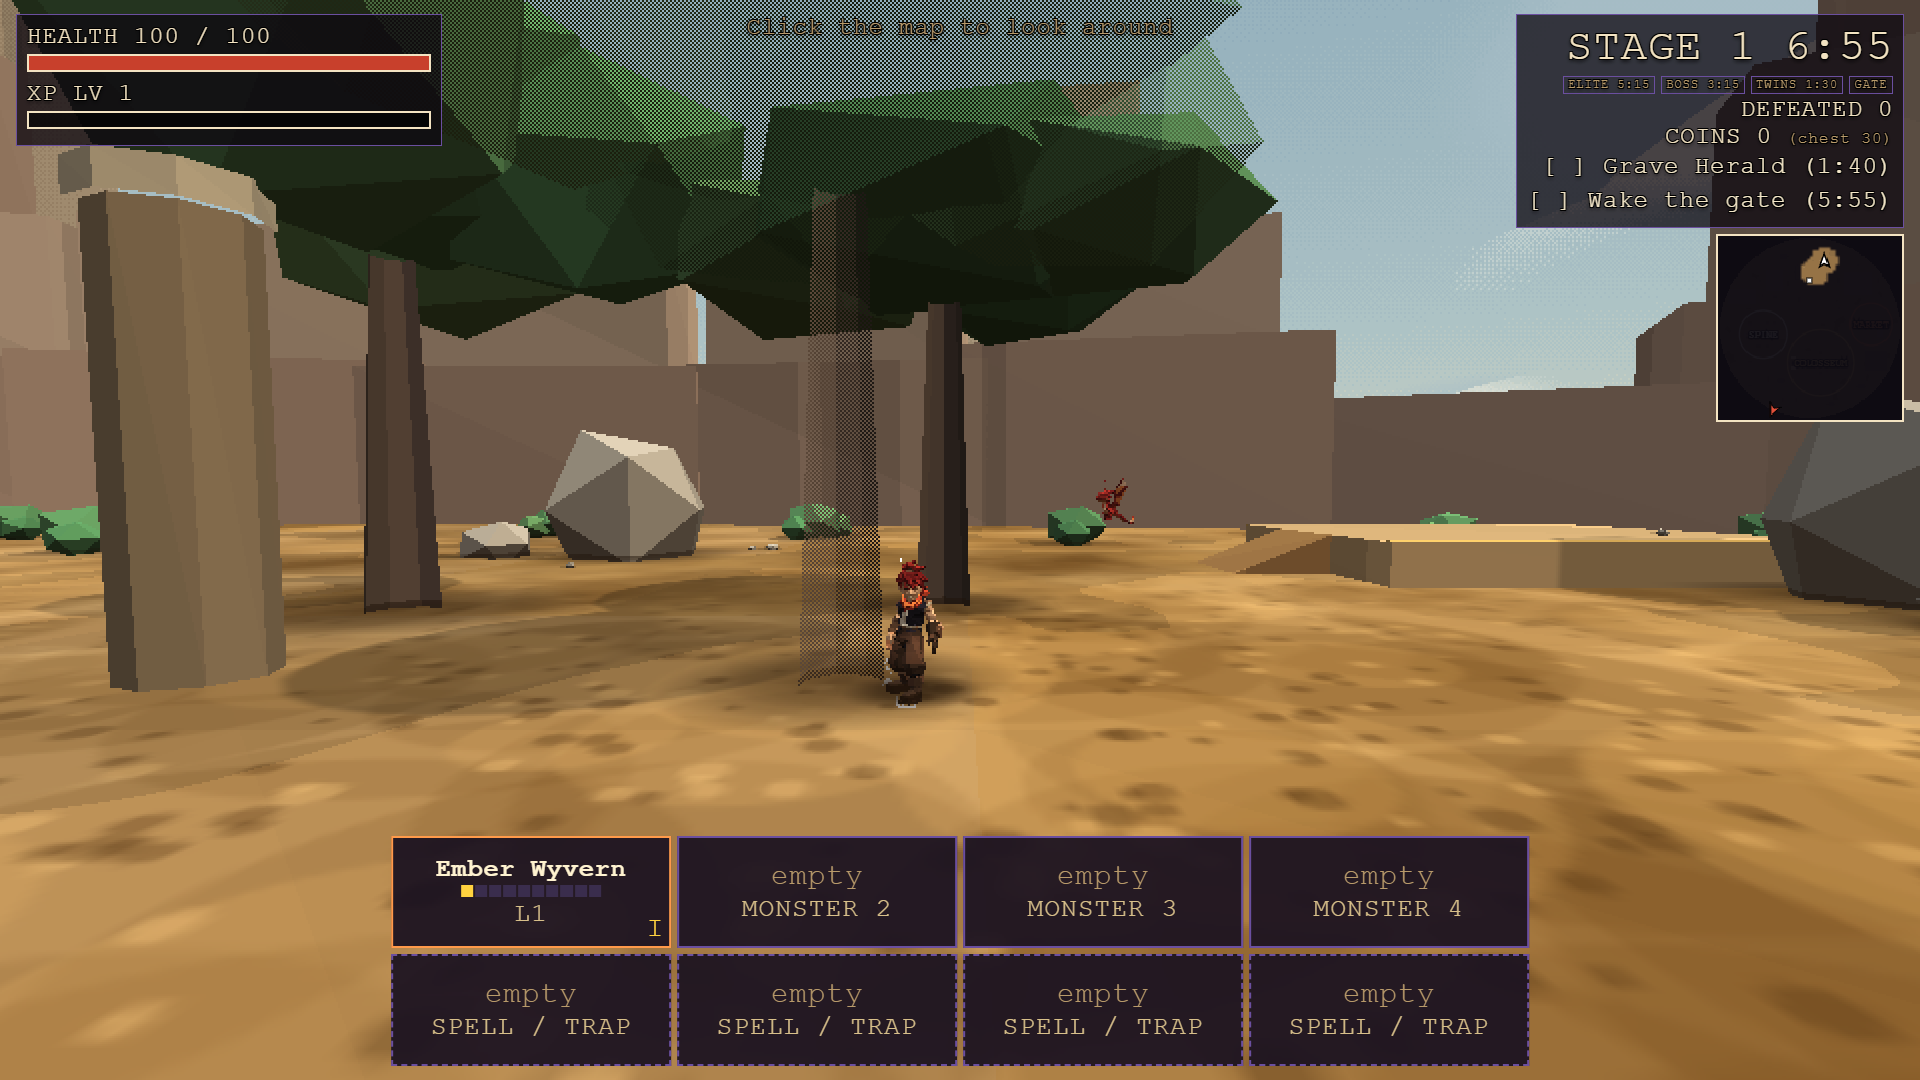 HEALTH 100 / 100
XP LV 1
Click the map to look around
STAGE 1 6:55
ELITE 5:15 BOSS 3:15 TWINS 1:30 GATE
DEFEATED 0
COINS 0 (chest 30)
[ ] Grave Herald (1:40)
[ ] Wake the gate (5:55)
Ember Wyvern
L1
I
empty
MONSTER 2
empty
MONSTER 3
empty
MONSTER 4
empty
SPELL / TRAP
empty
SPELL / TRAP
empty
SPELL / TRAP
empty
SPELL / TRAP